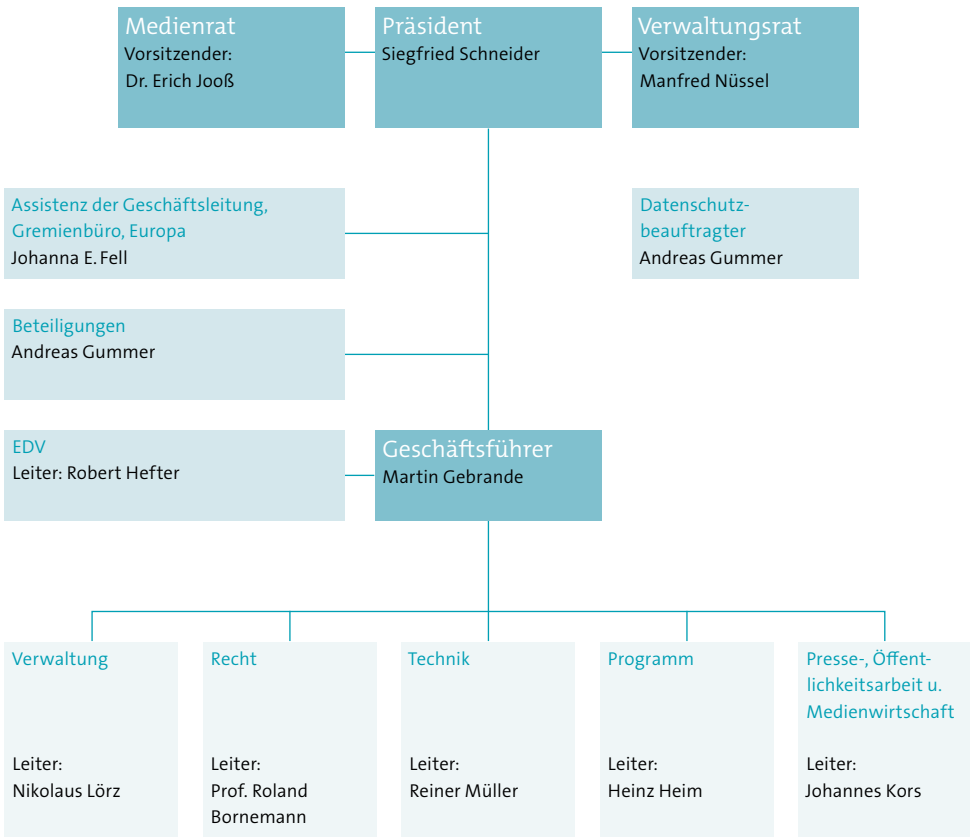 Medienrat
Vorsitzender:
Dr. Erich Jooß
Präsident
Siegfried Schneider
Verwaltungsrat
Vorsitzender:
Manfred Nüssel
Assistenz der Geschäftsleitung,
Gremienbüro, Europa
Johanna E. Fell
Datenschutz-
beauftragter
Andreas Gummer
Beteiligungen
Andreas Gummer
EDV
Leiter: Robert Hefter
Geschäftsführer
Martin Gebrande
Verwaltung
Leiter:
Nikolaus Lörz
Recht
Leiter:
Prof. Roland
Bornemann
Technik
Leiter:
Reiner Müller
Programm
Leiter:
Heinz Heim
Presse-, Öffent-
lichkeitsarbeit u.
Medienwirtschaft
Leiter:
Johannes Kors